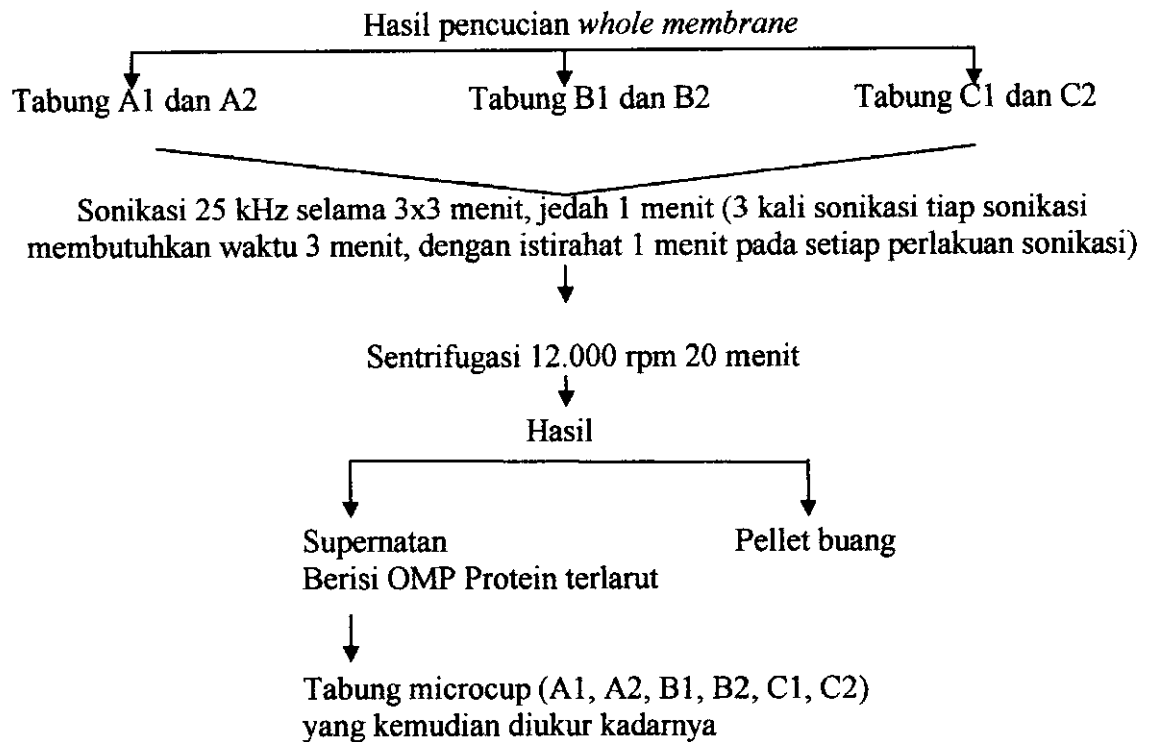 Hasil pencucian whole membrane
Tabung A1 dan A2
Tabung B1 dan B2
Tabung C1 dan C2
Sonikasi 25 kHz selama 3x3 menit, jedah 1 menit (3 kali sonikasi tiap sonikasi
membutuhkan waktu 3 menit, dengan istirahat 1 menit pada setiap perlakuan sonikasi)
Sentrifugasi 12.000 rpm 20 menit
Hasil
Supernatan
Berisi OMP Protein terlarut
Pellet buang
Tabung microcup (A1, A2, B1, B2, C1, C2)
yang kemudian diukur kadarnya